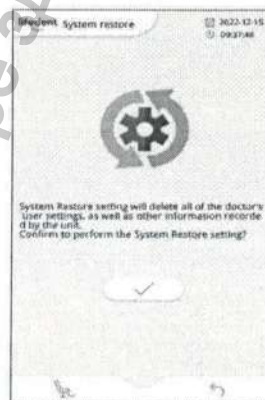 System restore
2022-12-15
09:37:48
System Restore setting will delete all of the doctor's
user settings, as well as other information recorde
d by the unit.
Confirm to perform the System Restore setting?